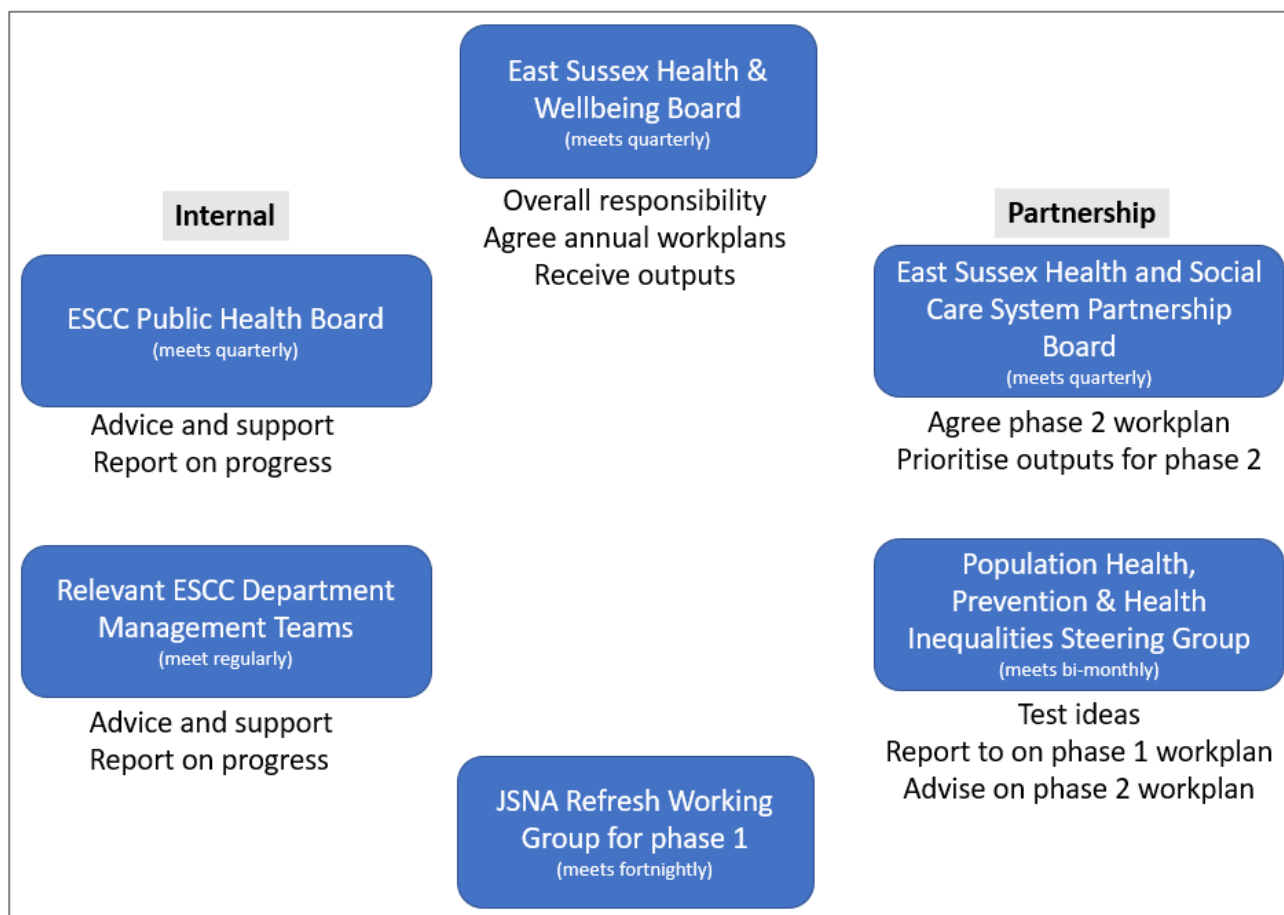 East Sussex Health &
Wellbeing Board
(meets quarterly)
Overall responsibility
Agree annual workplans
Receive outputs
Internal
ESCC Public Health Board
(meets quarterly)
Advice and support
Report on progress
Relevant ESCC Department
Management Teams
(meet regularly)
Advice and support
Report on progress
Partnership
East Sussex Health and Social
Care System Partnership
Board
(meets quarterly)
Agree phase 2 workplan
Prioritise outputs for phase 2
Population Health,
Prevention & Health
Inequalities Steering Group
(meets bi-monthly)
Test ideas
Report to on phase 1 workplan
Advise on phase 2 workplan
JSNA Refresh Working
Group for phase 1
(meets fortnightly)